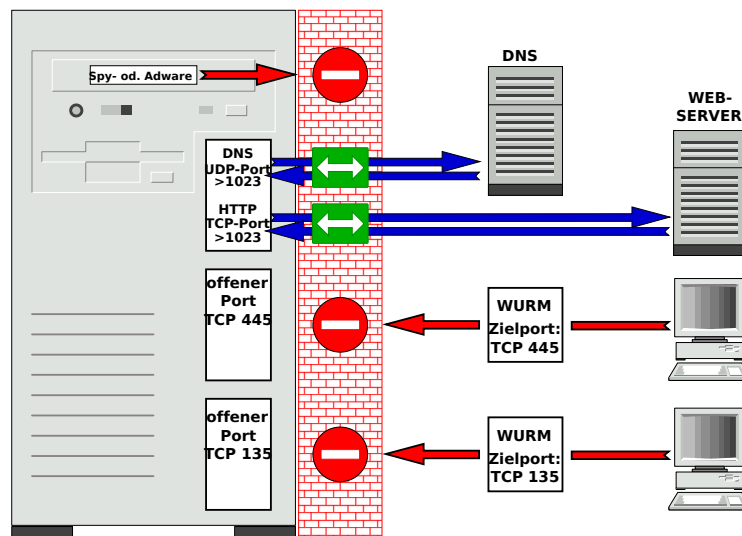 Spy- od. Adware
DNS
WEB-
SERVER
DNS
UDP-Port
>1023
HTTP
TCP-Port
>1023
offener
Port
TCP 445
WURM
Zielport:
TCP 445
offener
Port
TCP 135
WURM
Zielport:
TCP 135